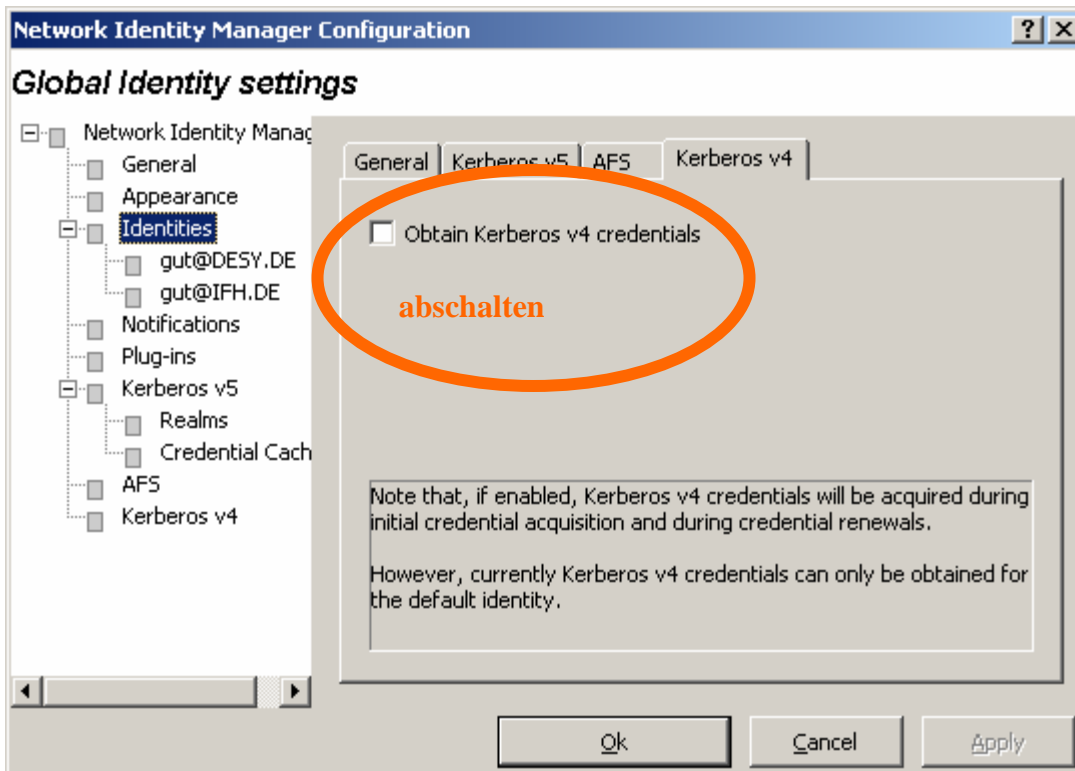 Network Identity Manager Configuration
Global Identity settings
Network Identity Manag
General
Appearance
Identities
gut@DESY.DE
gut@IFH.DE
Notifications
Plug-ins
Kerberos v5
Realms
Credential Cach
AFS
Kerberos v4
General Kerberos v5 AFS Kerberos v4
Obtain Kerberos v4 credentials
abschalten
Note that, if enabled, Kerberos v4 credentials will be acquired during
initial credential acquisition and during credential renewals.
However, currently Kerberos v4 credentials can only be obtained for
the default identity.
Ok Cancel Apply